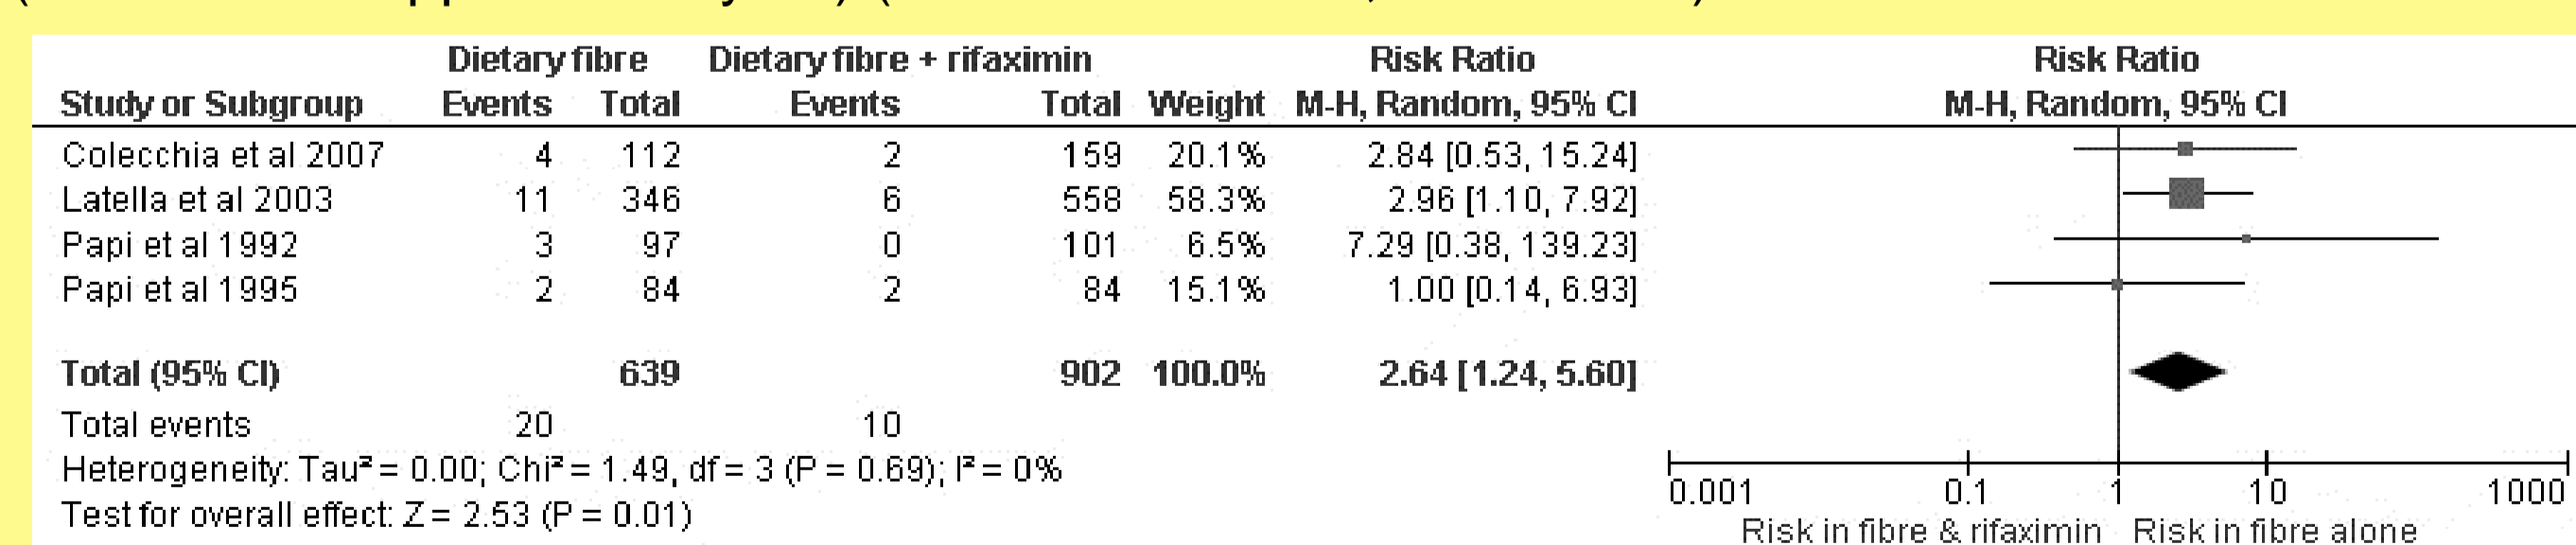 Dietary fibre Dietary fibre + rifaximin Risk Ratio Risk Ratio
Study or Subgroup Events Total Events Total Weight M-H, Random, 95% CI M-H, Random, 95% CI
Colecchia et al 2007 4 112 2 159 20.1% 2.84 [0.53, 15.24]
Latella et al 2003 11 346 6 558 58.3% 2.96 [1.10, 7.92]
Papi et al 1992 3 97 0 101 6.5% 7.29 [0.38, 139.23]
Papi et al 1995 2 84 2 84 15.1% 1.00 [0.14, 6.93]
Total (95% CI) 639 902 100.0% 2.64 [1.24, 5.60]
Total events 20 10
Heterogeneity: Tau² = 0.00; Chi² = 1.49, df = 3 (P = 0.69); I² = 0%
Test for overall effect: Z = 2.53 (P = 0.01)
0.001 0.1 1 10 1000
Risk in fibre & rifaximin Risk in fibre alone